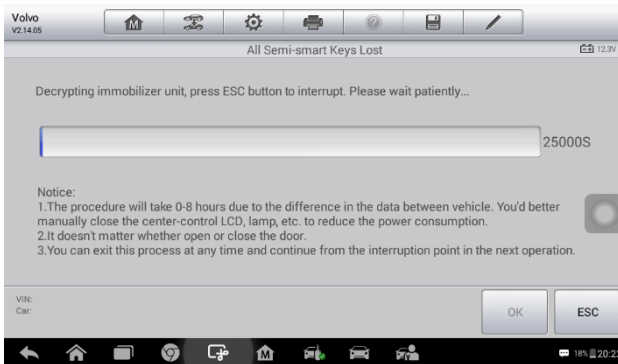 Volvo
V2.14.05
All Semi-smart Keys Lost
12.3V
Decrypting immobilizer unit, press ESC button to interrupt. Please wait patiently...
25000S
Notice:
1.The procedure will take 0-8 hours due to the difference in the data between vehicle. You'd better
manually close the center-control LCD, lamp, etc. to reduce the power consumption.
2.It doesn't matter whether open or close the door.
3.You can exit this process at any time and continue from the interruption point in the next operation.
VIN:
Car:
OK
ESC
18%